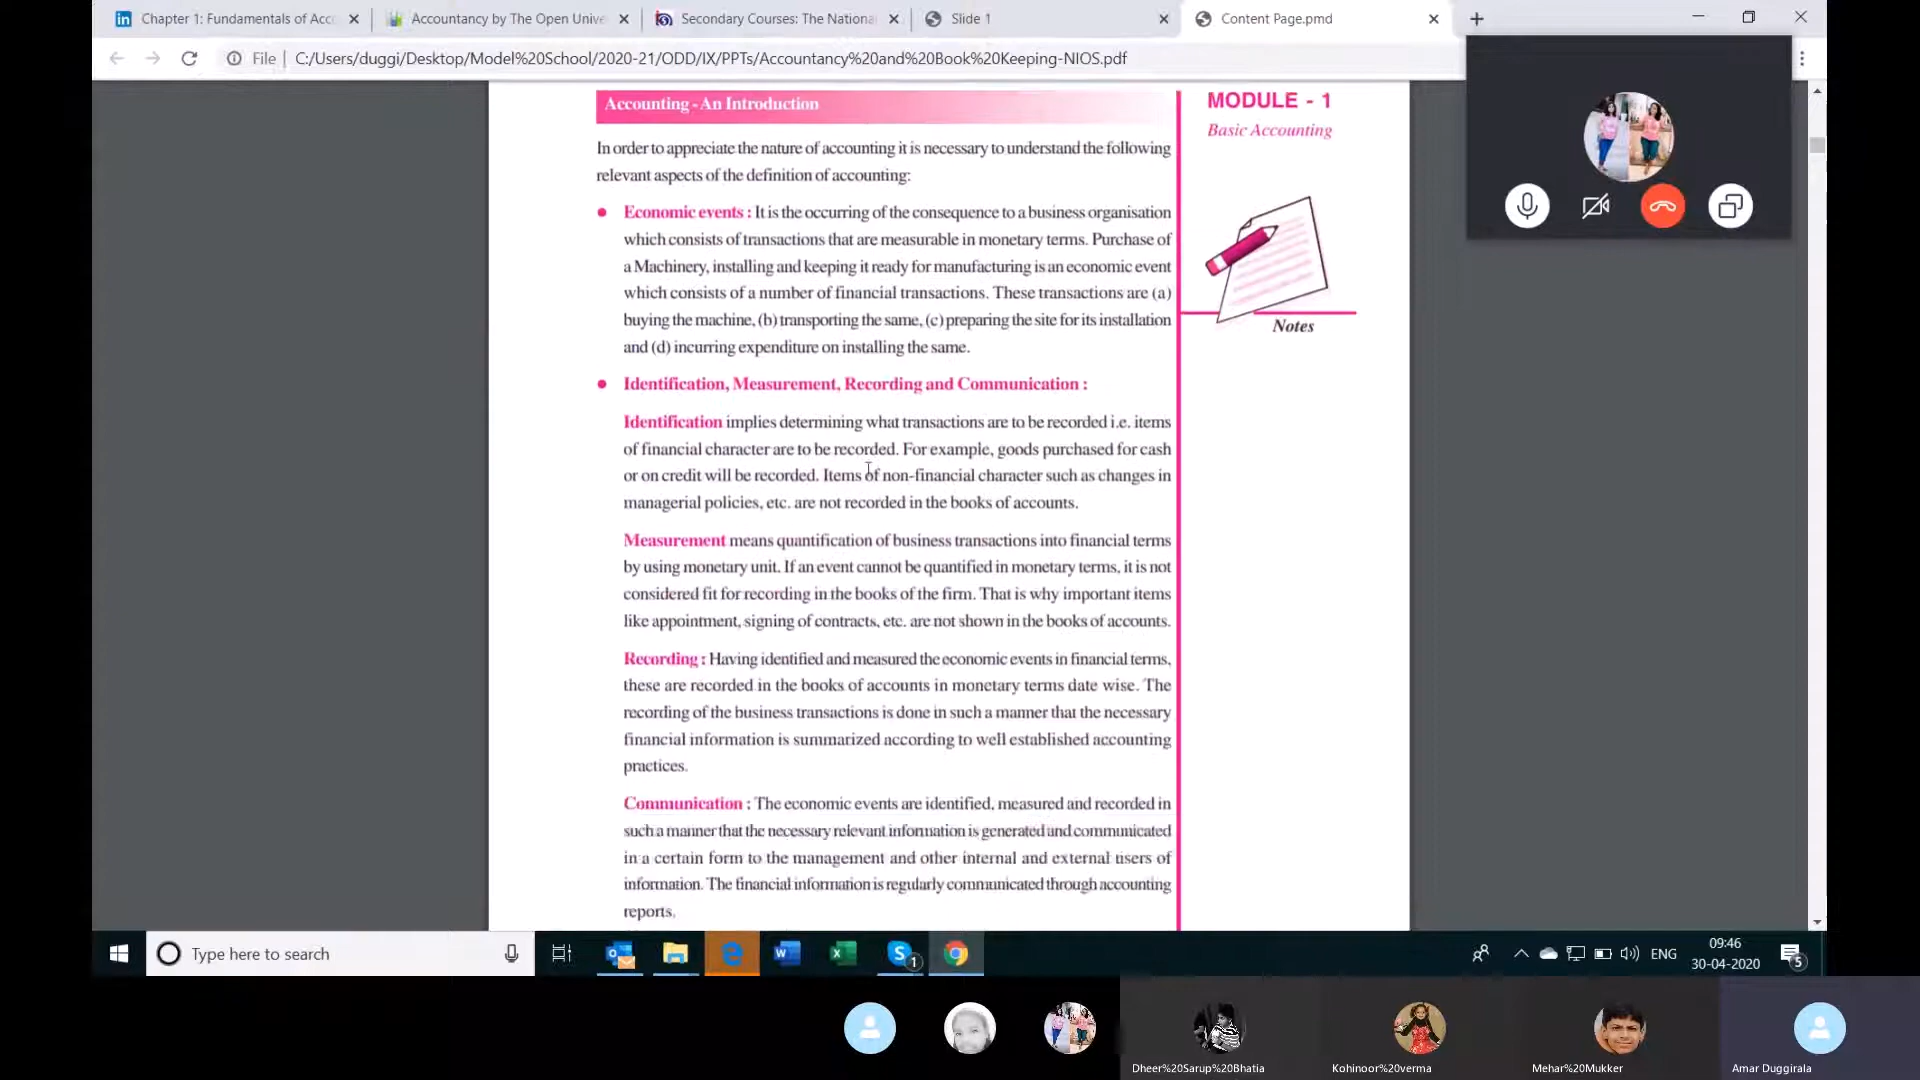 Chapter 1: Fundamentals of Acc
Accountancy by The Open Unive
Secondary Courses: The Nationa
Slide 1
Content Page.pmd
File
C:/Users/duggi/Desktop/Model%20School/2020-21/ODD/IX/PPTs/Accountancy%20and%20Book%20Keeping-NIOS.pdf
Accounting - An Introduction
MODULE - 1
Basic Accounting
Notes
In order to appreciate the nature of accounting it is necessary to understand the following
relevant aspects of the definition of accounting:
Economic events : It is the occurring of the consequence to a business organisation
which consists of transactions that are measurable in monetary terms. Purchase of
a Machinery, installing and keeping it ready for manufacturing is an economic event
which consists of a number of financial transactions. These transactions are (a)
buying the machine, (b) transporting the same, (c) preparing the site for its installation
and (d) incurring expenditure on installing the same.
Identification, Measurement, Recording and Communication :
Identification implies determining what transactions are to be recorded i.e. items
of financial character are to be recorded. For example, goods purchased for cash
or on credit will be recorded. Items of non-financial character such as changes in
managerial policies, etc. are not recorded in the books of accounts.
Measurement means quantification of business transactions into financial terms
by using monetary unit. If an event cannot be quantified in monetary terms, it is not
considered fit for recording in the books of the firm. That is why important items
like appointment, signing of contracts, etc. are not shown in the books of accounts.
Recording : Having identified and measured the economic events in financial terms,
these are recorded in the books of accounts in monetary terms date wise. The
recording of the business transactions is done in such a manner that the necessary
financial information is summarized according to well established accounting
practices.
Communication : The economic events are identified, measured and recorded in
such a manner that the necessary relevant information is generated and communicated
in a certain form to the management and other internal and external users of
information. The financial information is regularly communicated through accounting
reports.
Type here to search
1
ENG
09:46
30-04-2020
5
Dheer%20Sarup%20Bhatia
Kohinoor%20verma
Mehar%20Mukker
Amar Duggirala